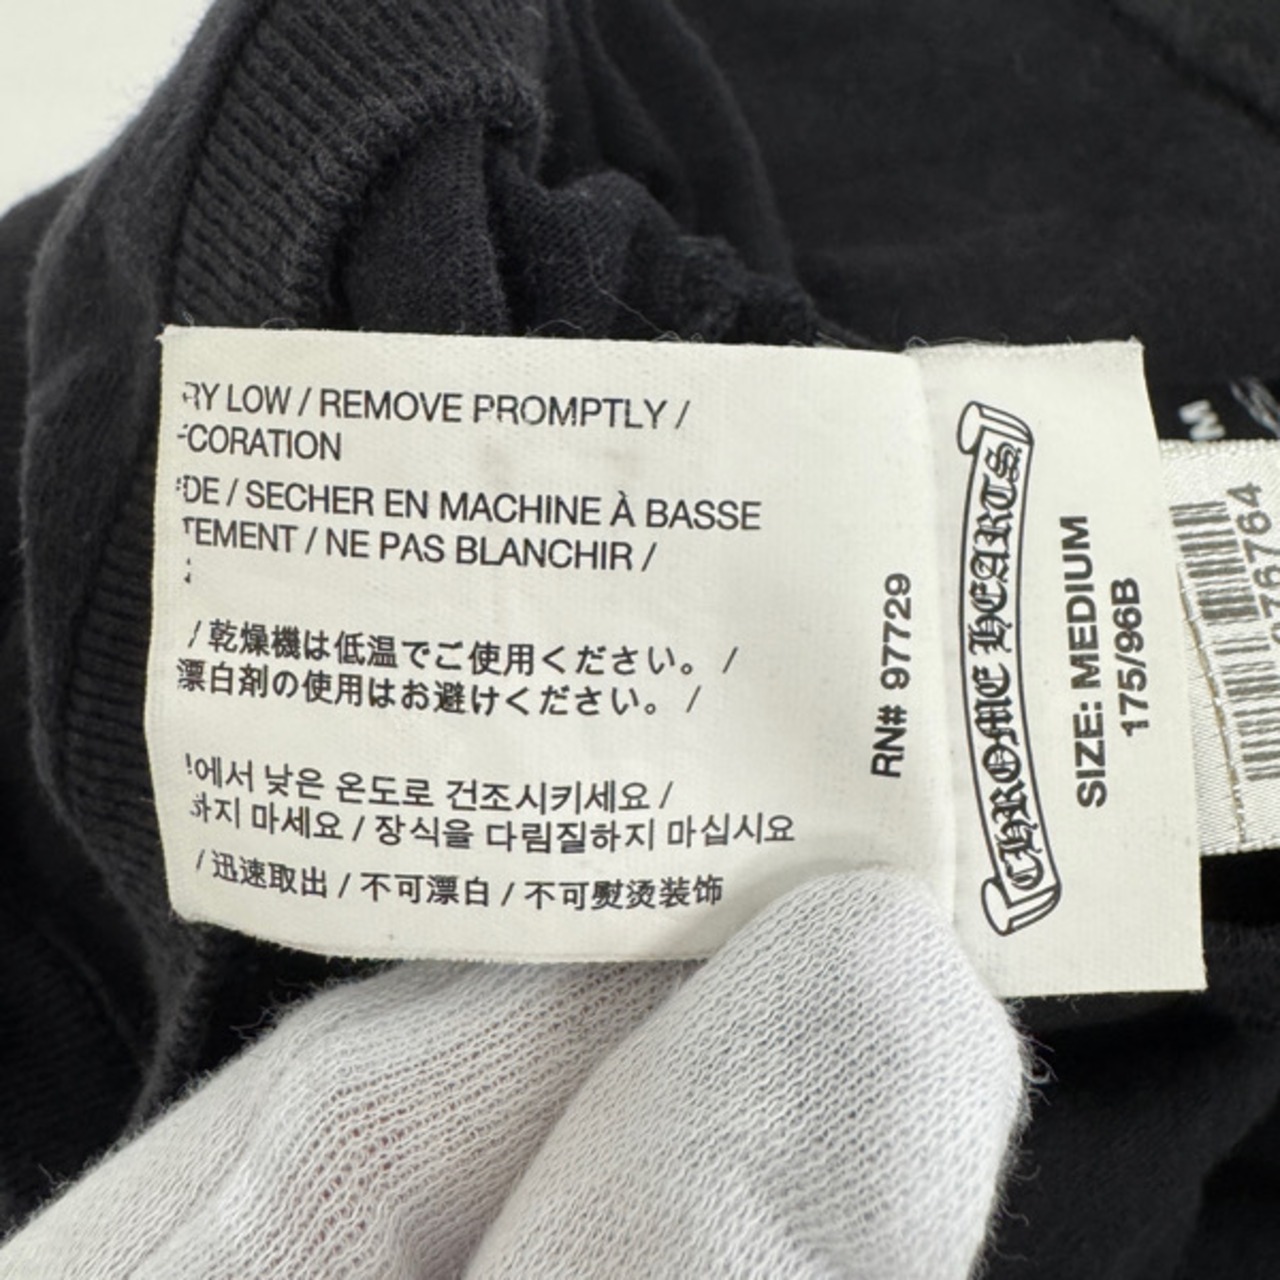 RY LOW / REMOVE PROMPTLY /
CORATION
DE / SECHER EN MACHINE À BASSE
TEMENT / NE PAS BLANCHIR /
/ 乾燥機は低温でご使用ください。 /
漂白剤の使用はお避けください。 /
에서 낮은 온도로 건조시키세요 /
하지 마세요 / 장식을 다림질하지 마십시요
/ 迅速取出 / 不可漂白 / 不可熨烫装饰
RN# 97729
CHROME HEARTS
SIZE: MEDIUM
175/96B
76764
M